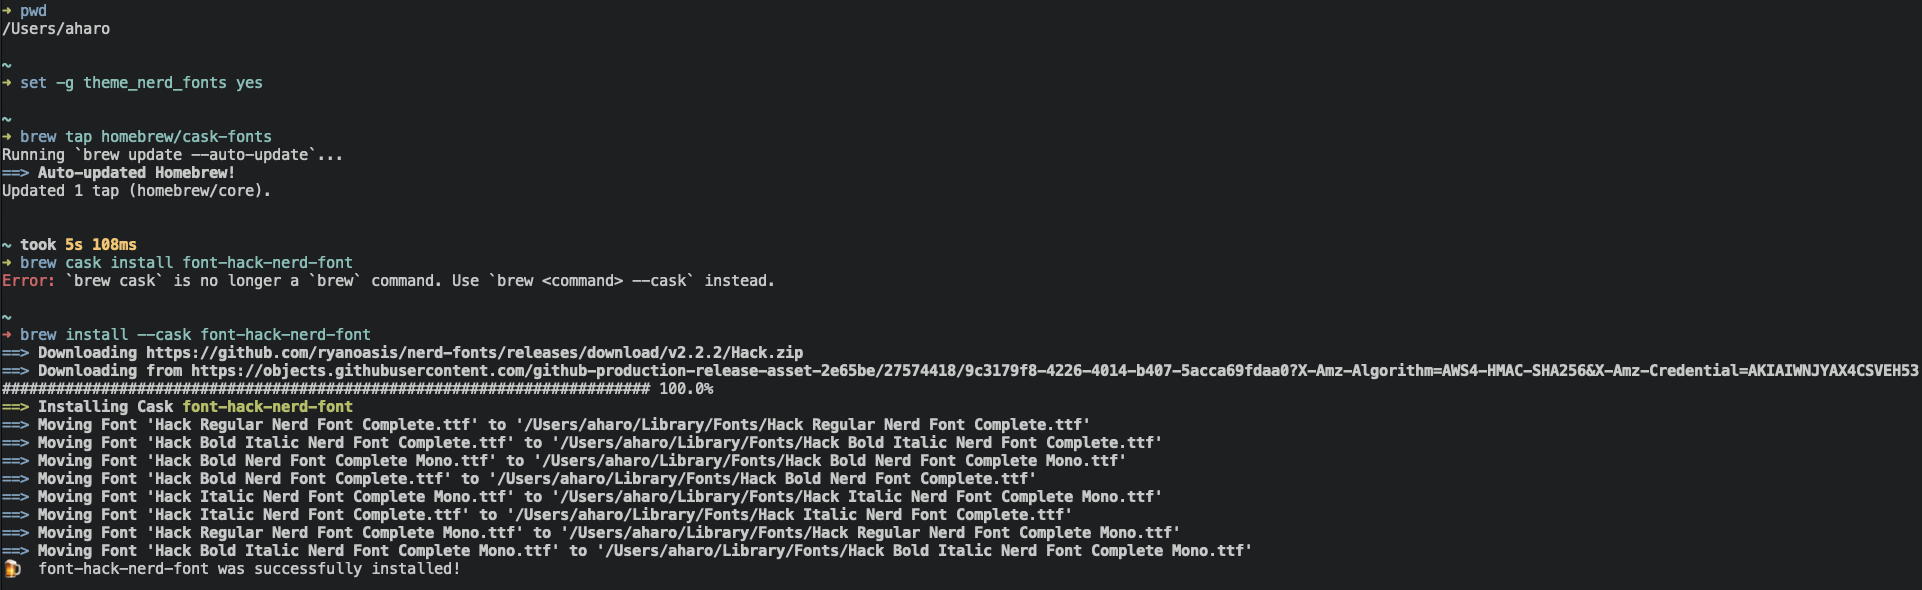 ➜ pwd
/Users/aharo
~
➜ set -g theme_nerd_fonts yes
~
➜ brew tap homebrew/cask-fonts
Running `brew update --auto-update`...
==> Auto-updated Homebrew!
Updated 1 tap (homebrew/core).
~ took 5s 108ms
➜ brew cask install font-hack-nerd-font
Error: `brew cask` is no longer a `brew` command. Use `brew <command> --cask` instead.
~
➜ brew install --cask font-hack-nerd-font
==> Downloading https://github.com/ryanoasis/nerd-fonts/releases/download/v2.2.2/Hack.zip
==> Downloading from https://objects.githubusercontent.com/github-production-release-asset-2e65be/27574418/9c3179f8-4226-4014-b407-5acca69fdaa0?X-Amz-Algorithm=AWS4-HMAC-SHA256&X-Amz-Credential=AKIAIWNJYAX4CSVEH53
######################################################################## 100.0%
==> Installing Cask font-hack-nerd-font
==> Moving Font 'Hack Regular Nerd Font Complete.ttf' to '/Users/aharo/Library/Fonts/Hack Regular Nerd Font Complete.ttf'
==> Moving Font 'Hack Bold Italic Nerd Font Complete.ttf' to '/Users/aharo/Library/Fonts/Hack Bold Italic Nerd Font Complete.ttf'
==> Moving Font 'Hack Bold Nerd Font Complete Mono.ttf' to '/Users/aharo/Library/Fonts/Hack Bold Nerd Font Complete Mono.ttf'
==> Moving Font 'Hack Bold Nerd Font Complete.ttf' to '/Users/aharo/Library/Fonts/Hack Bold Nerd Font Complete.ttf'
==> Moving Font 'Hack Italic Nerd Font Complete Mono.ttf' to '/Users/aharo/Library/Fonts/Hack Italic Nerd Font Complete Mono.ttf'
==> Moving Font 'Hack Italic Nerd Font Complete.ttf' to '/Users/aharo/Library/Fonts/Hack Italic Nerd Font Complete.ttf'
==> Moving Font 'Hack Regular Nerd Font Complete Mono.ttf' to '/Users/aharo/Library/Fonts/Hack Regular Nerd Font Complete Mono.ttf'
==> Moving Font 'Hack Bold Italic Nerd Font Complete Mono.ttf' to '/Users/aharo/Library/Fonts/Hack Bold Italic Nerd Font Complete Mono.ttf'
🍺 font-hack-nerd-font was successfully installed!